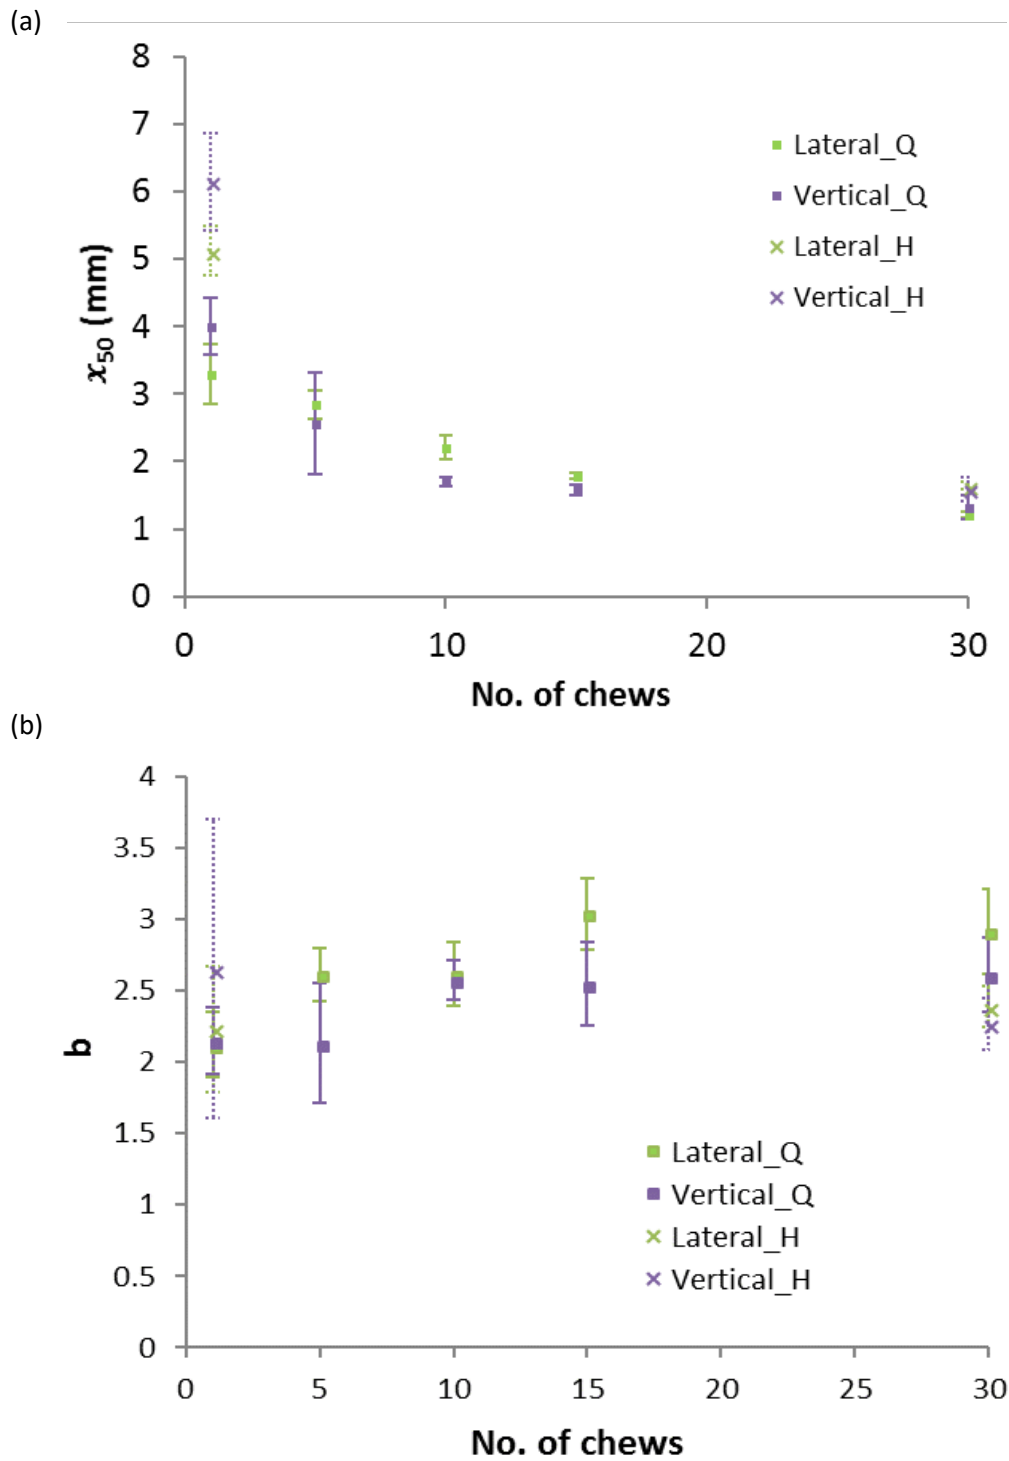 (a)
8
7
6
5
4
3
2
1
0
x50 (mm)
Lateral_Q
Vertical_Q
Lateral_H
Vertical_H
0 10 20 30
No. of chews
(b)
4
3.5
3
2.5
2
1.5
1
0.5
0
b
Lateral_Q
Vertical_Q
Lateral_H
Vertical_H
0 5 10 15 20 25 30
No. of chews